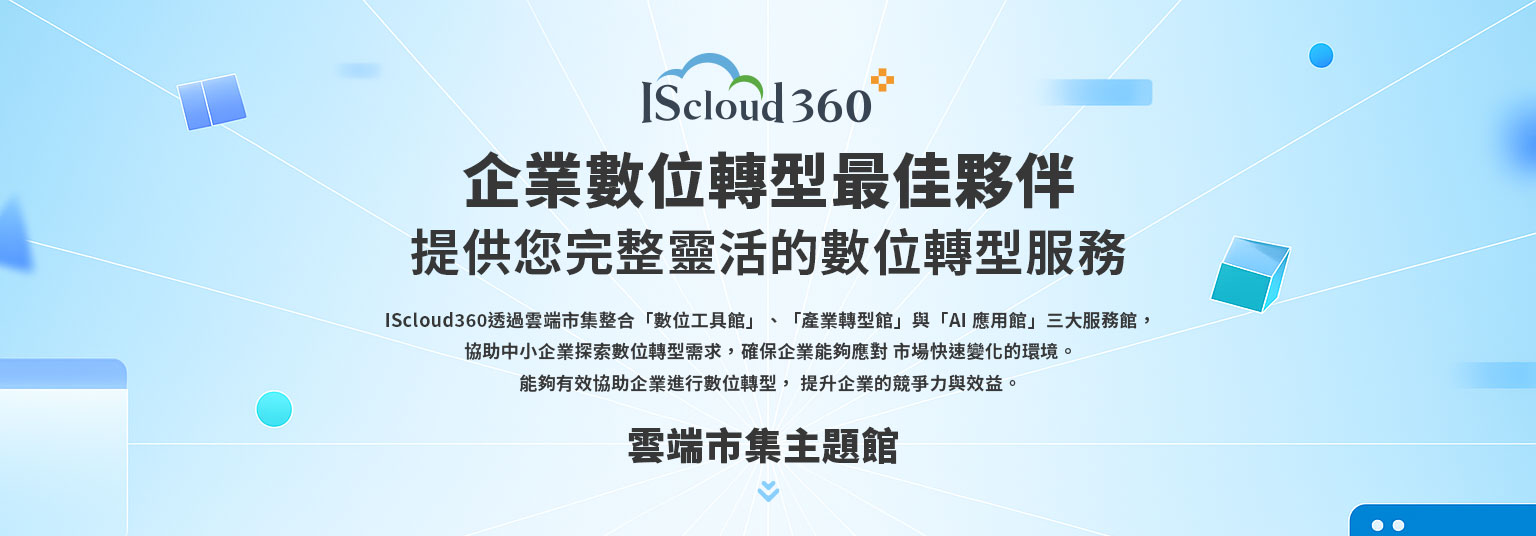 IScloud360
企業數位轉型最佳夥伴
提供您完整靈活的數位轉型服務
IScloud360透過雲端市集整合「數位工具館」、「產業轉型館」與「AI 應用館」三大服務館，
協助中小企業探索數位轉型需求，確保企業能夠應對 市場快速變化的環境。
能夠有效協助企業進行數位轉型， 提升企業的競爭力與效益。
雲端市集主題館